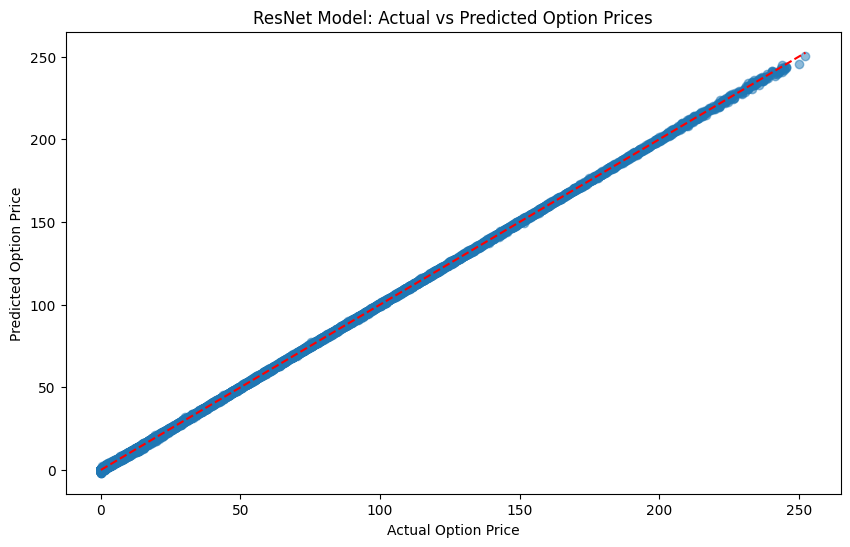 ResNet Model: Actual vs Predicted Option Prices
Predicted Option Price
250
200
150
100
50
0
0 50 100 150 200 250
Actual Option Price